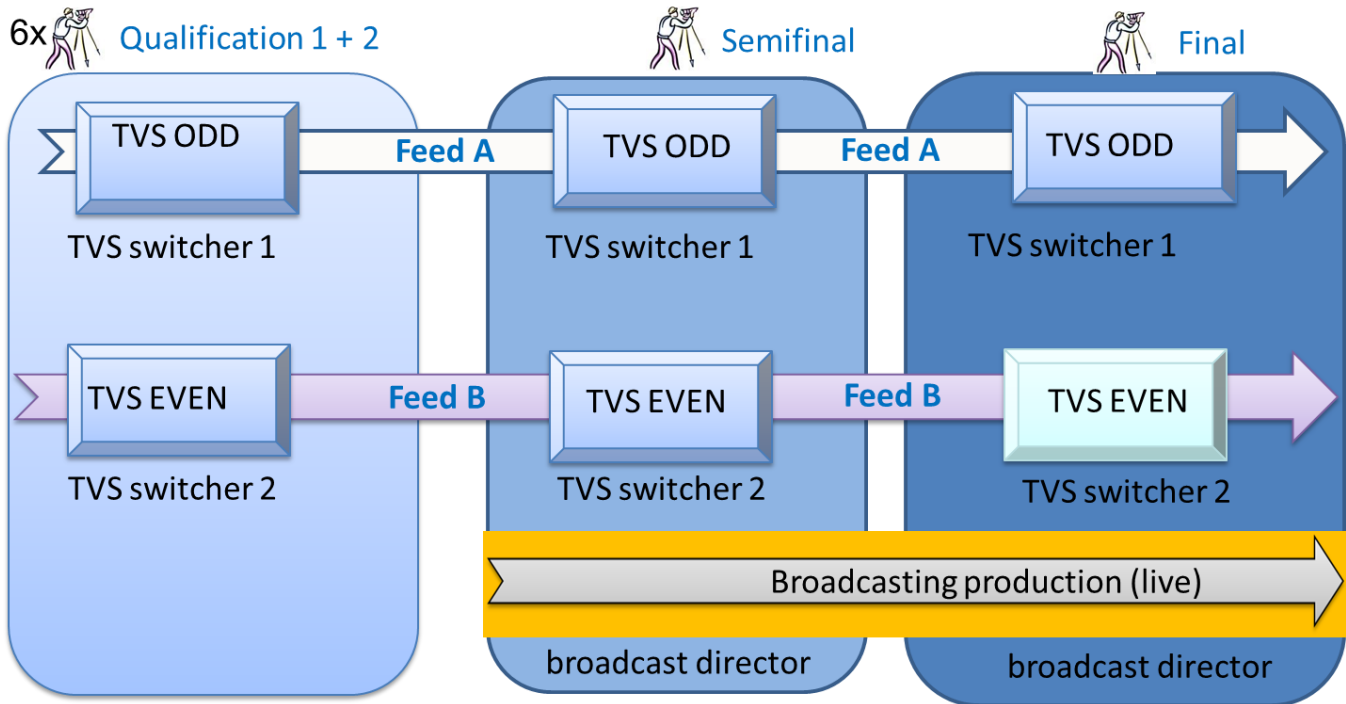 6x
Qualification 1 + 2
Semifinal
Final
TVS ODD
Feed A
TVS ODD
Feed A
TVS ODD
TVS switcher 1
TVS switcher 1
TVS switcher 1
TVS EVEN
Feed B
TVS EVEN
Feed B
TVS EVEN
TVS switcher 2
TVS switcher 2
TVS switcher 2
Broadcasting production (live)
broadcast director
broadcast director